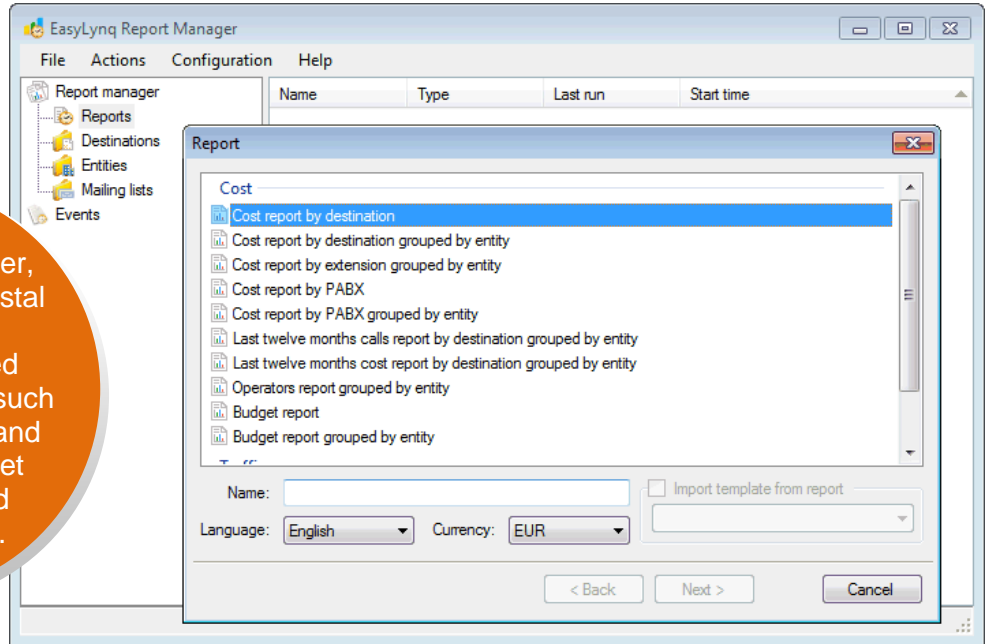 EasyLynq Report Manager
File Actions Configuration Help
Report manager
Reports
Destinations
Entities
Mailing lists
Events
Name Type Last run Start time
Report
Cost
Cost report by destination
Cost report by destination grouped by entity
Cost report by extension grouped by entity
Cost report by PABX
Cost report by PABX grouped by entity
Last twelve months calls report by destination grouped by entity
Last twelve months cost report by destination grouped by entity
Operators report grouped by entity
Budget report
Budget report grouped by entity
Name:
Import template from report
Language: English Currency: EUR
< Back Next > Cancel
such
and